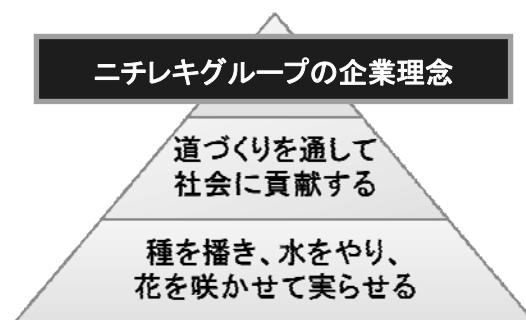 ニチレキグループの企業理念
道づくりを通して
社会に貢献する
種を播き、水をやり、
花を咲かせて実らせる